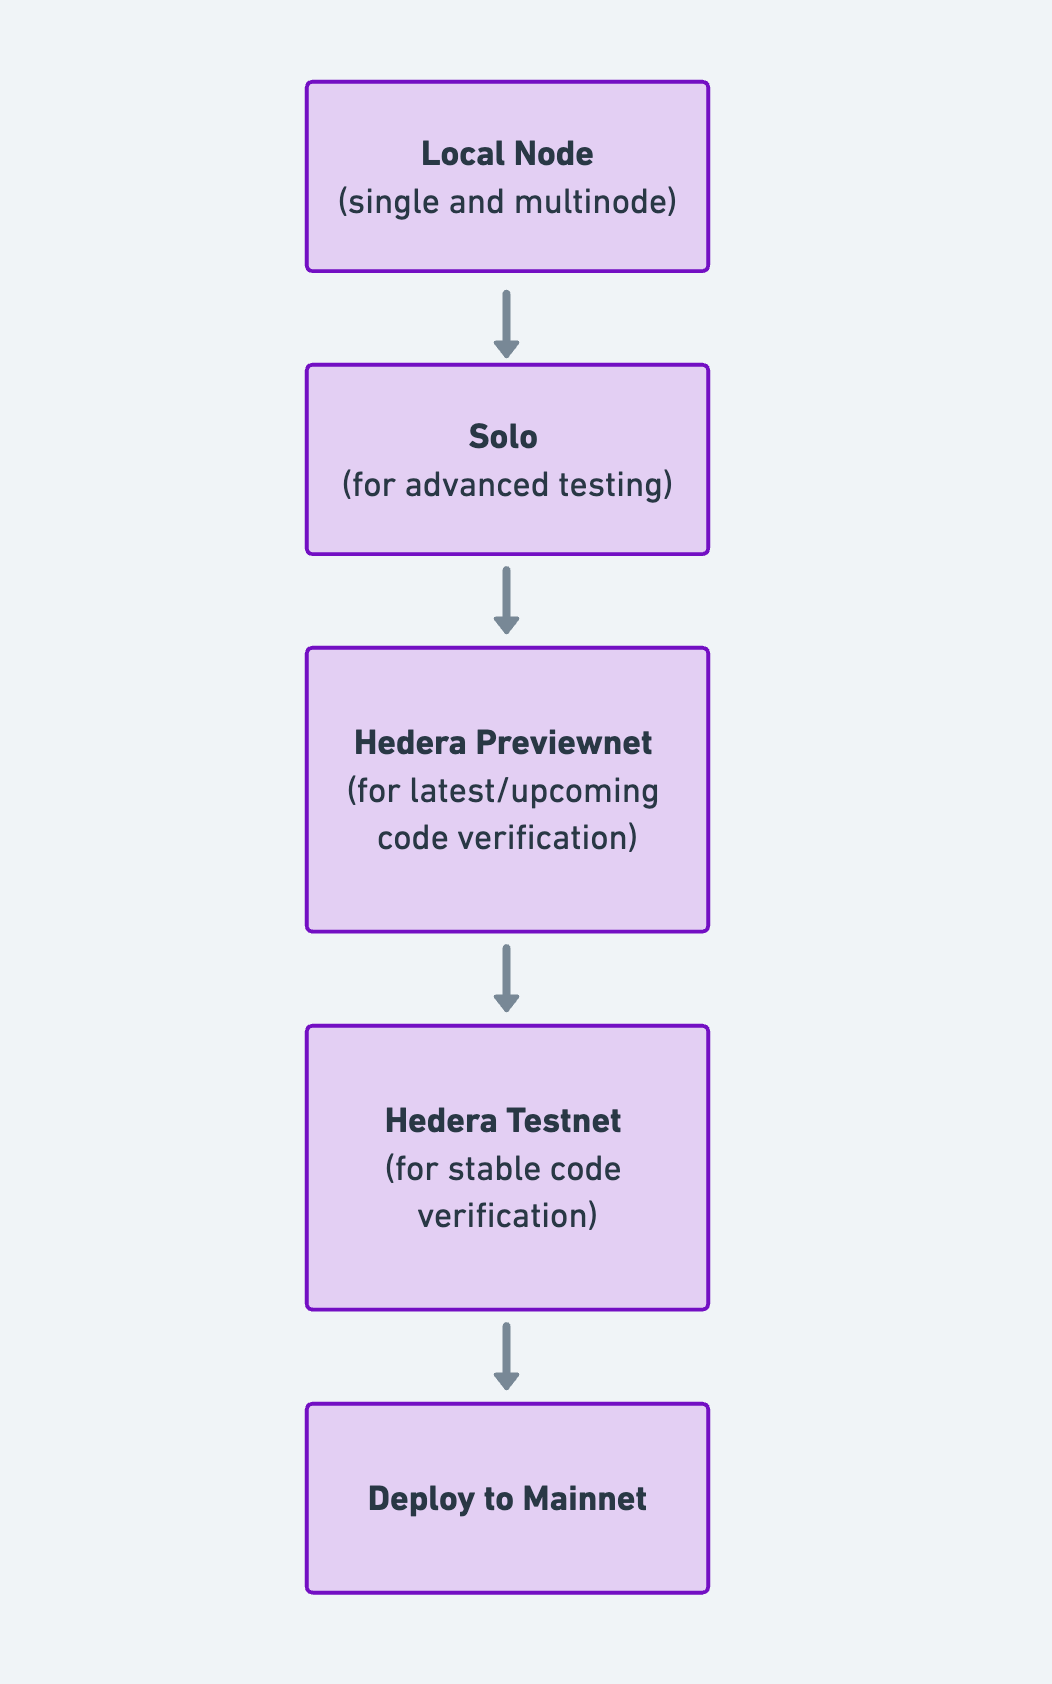 Local Node
(single and multinode)
Solo
(for advanced testing)
Hedera Previewnet
(for latest/upcoming
code verification)
Hedera Testnet
(for stable code
verification)
Deploy to Mainnet